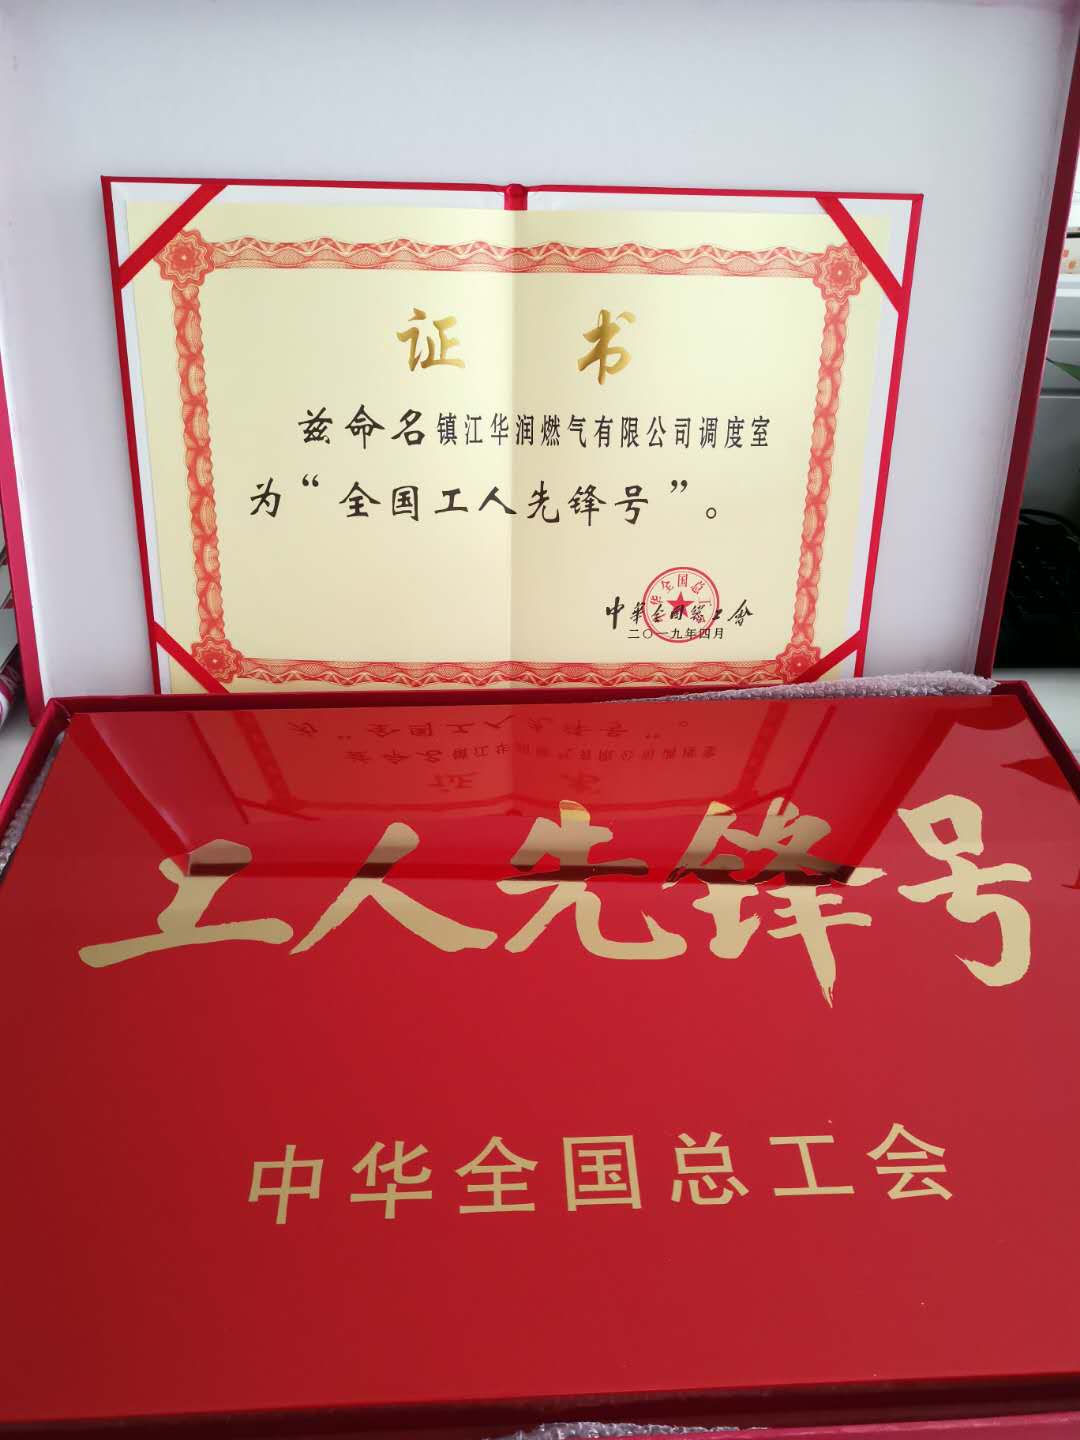 证 书
兹命名镇江华润燃气有限公司调度室
为“全国工人先锋号”。
中华全国总工会
二〇一九年四月
工人先锋号
中华全国总工会